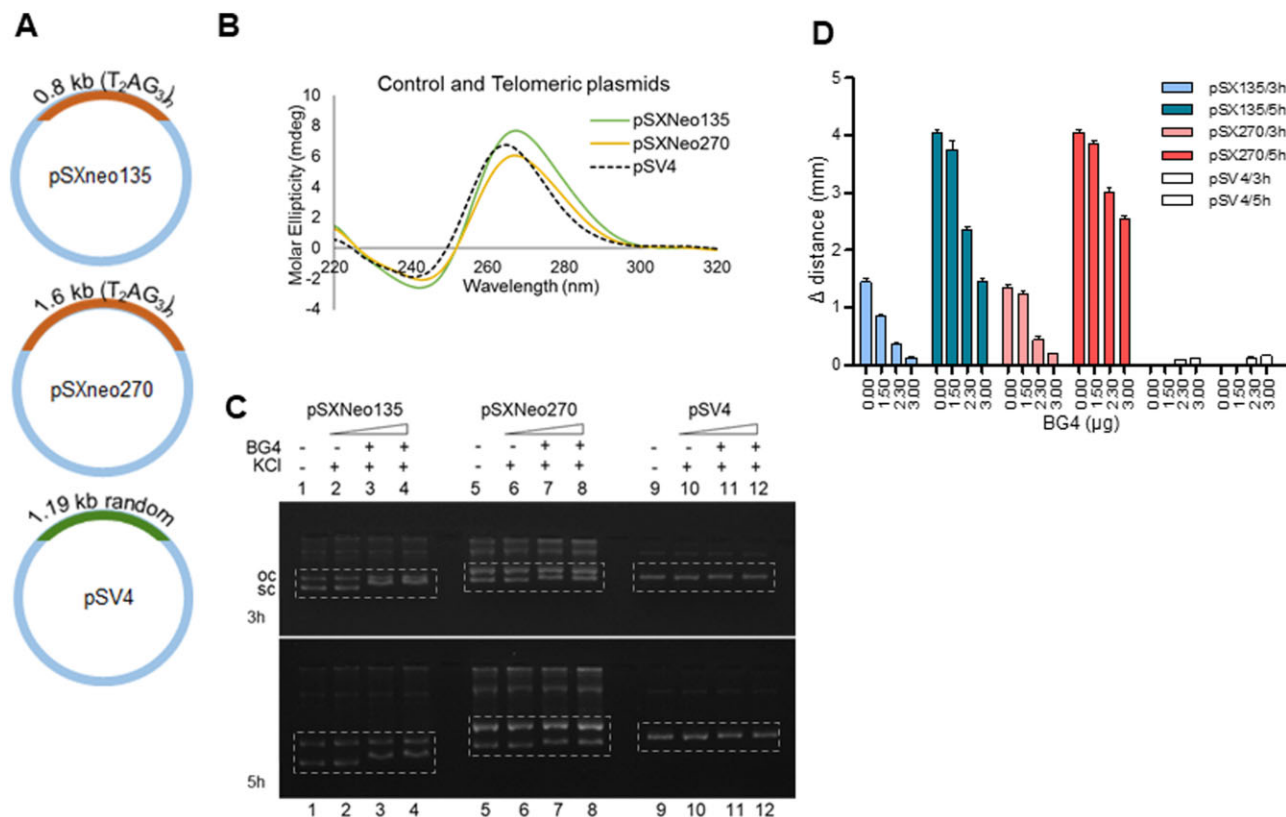 A
0.8 kb (T2AG3)n
pSXneo135
1.6 kb (T2AG3)n
pSXneo270
1.19 kb random
pSV4
B
Control and Telomeric plasmids
Molar Ellipticity (mdeg)
10
8
6
4
2
0
-2
-4
220 240 260 280 300 320
Wavelength (nm)
pSXNeo135
pSXNeo270
pSV4
C
pSXNeo135 pSXNeo270 pSV4
BG4 - + + - + + - + +
KCl - + + + - + + + - + + +
1 2 3 4 5 6 7 8 9 10 11 12
oc
sc
3h
5h
1 2 3 4 5 6 7 8 9 10 11 12
D
Δ distance (mm)
5
4
3
2
1
0
0.00 1.50 2.30 3.00 0.00 1.50 2.30 3.00 0.00 1.50 2.30 3.00 0.00 1.50 2.30 3.00 0.00 1.50 2.30 3.00 0.00 1.50 2.30 3.00
BG4 (µg)
pSX135/3h
pSX135/5h
pSX270/3h
pSX270/5h
pSV4/3h
pSV4/5h